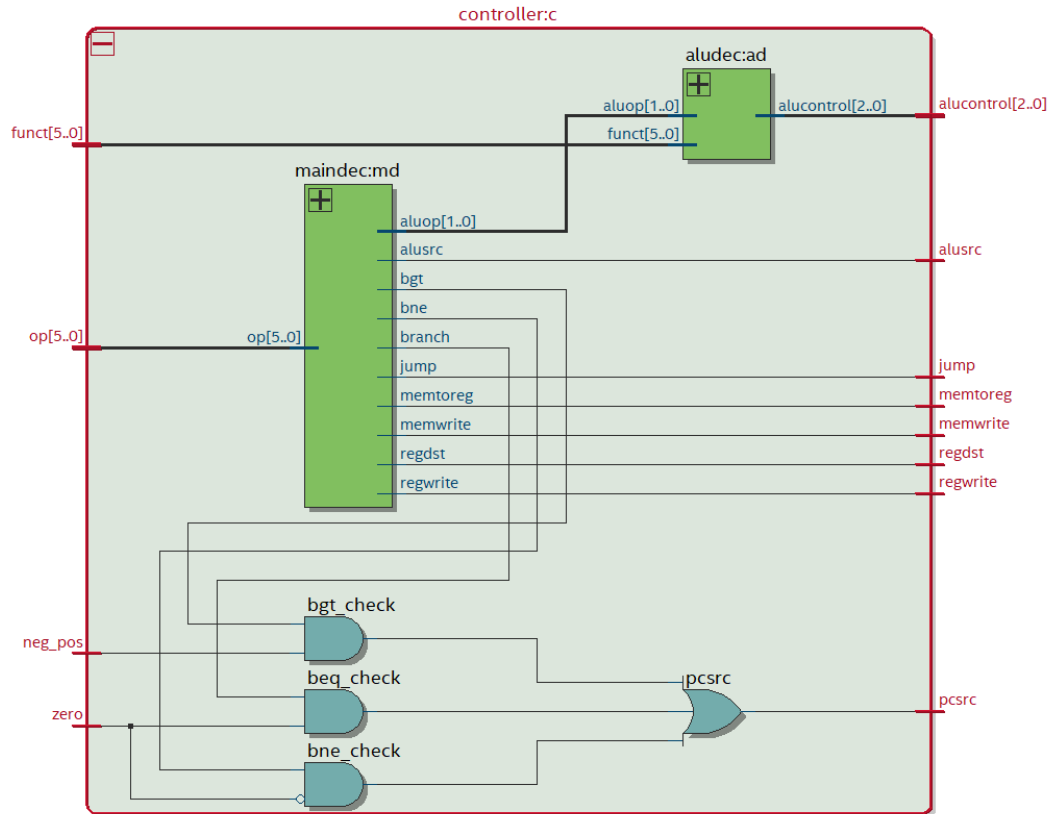 controller:c
aludec:ad
aluop[1..0]
alucontrol[2..0]
alucontrol[2..0]
funct[5..0]
funct[5..0]
maindec:md
aluop[1..0]
alusrc
alusrc
bgt
bne
op[5..0]
op[5..0]
branch
jump
jump
memtoreg
memtoreg
memwrite
memwrite
regdst
regdst
regwrite
regwrite
bgt_check
neg_pos
beq_check
pcsrc
zero
pcsrc
bne_check